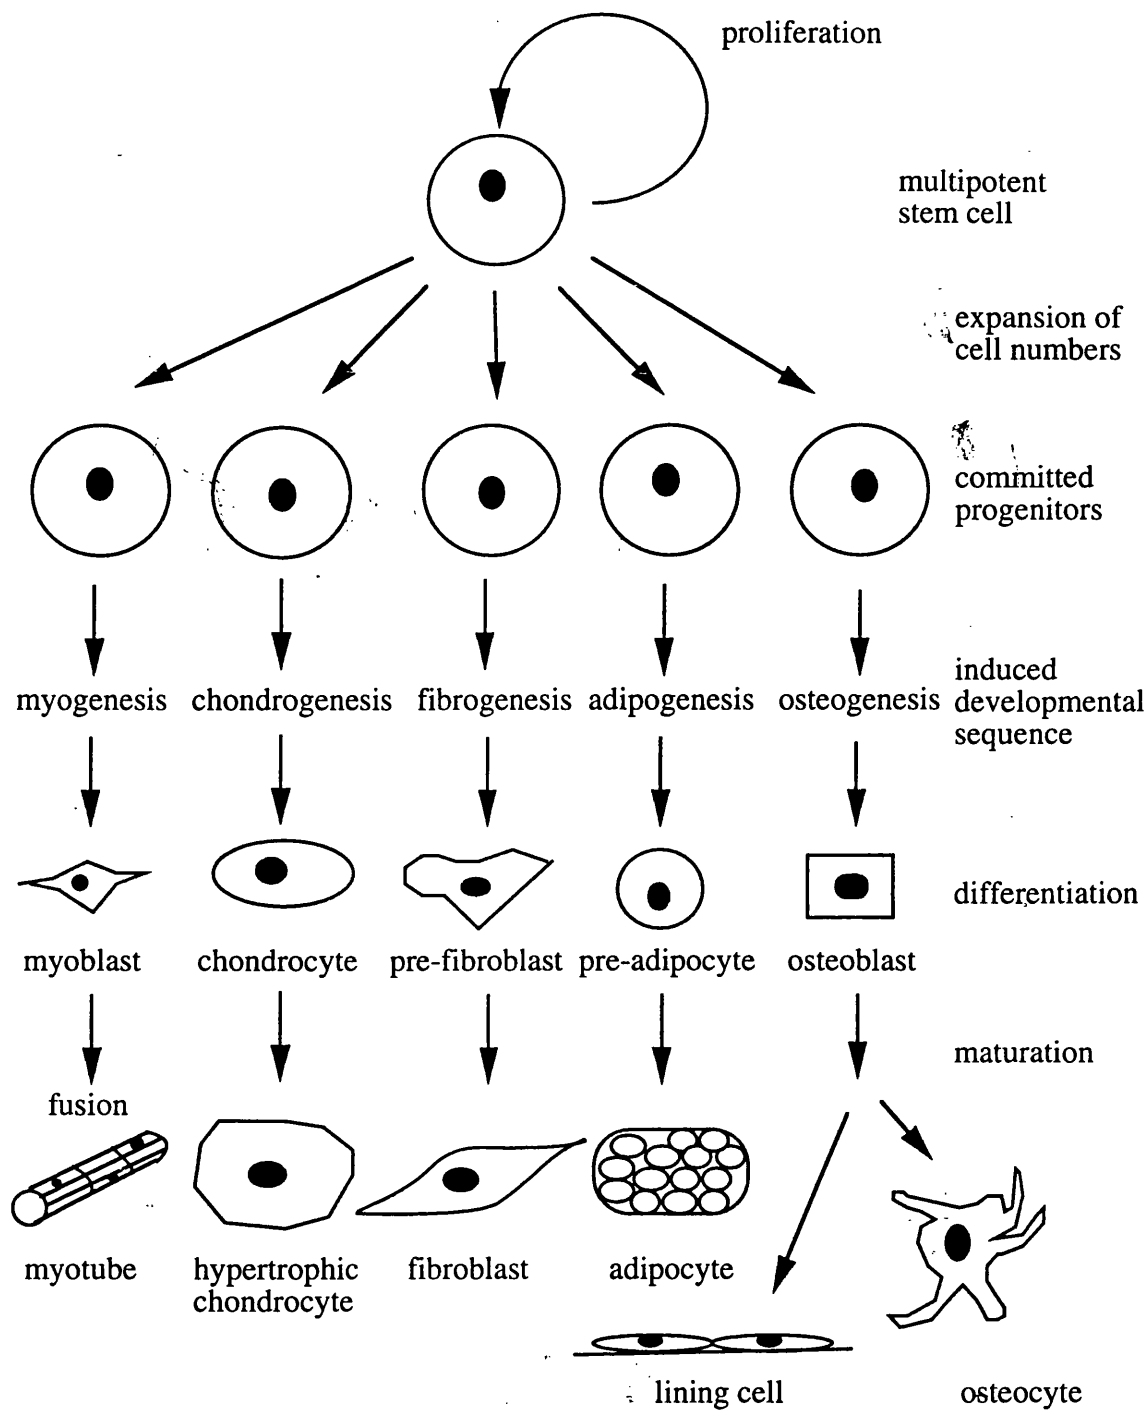 proliferation
multipotent
stem cell
expansion of
cell numbers
committed
progenitors
myogenesis chondrogenesis fibrogenesis adipogenesis osteogenesis
induced
developmental
sequence
differentiation
myoblast chondrocyte pre-fibroblast pre-adipocyte osteoblast
maturation
fusion
myotube hypertrophic fibroblast adipocyte
chondrocyte
lining cell osteocyte